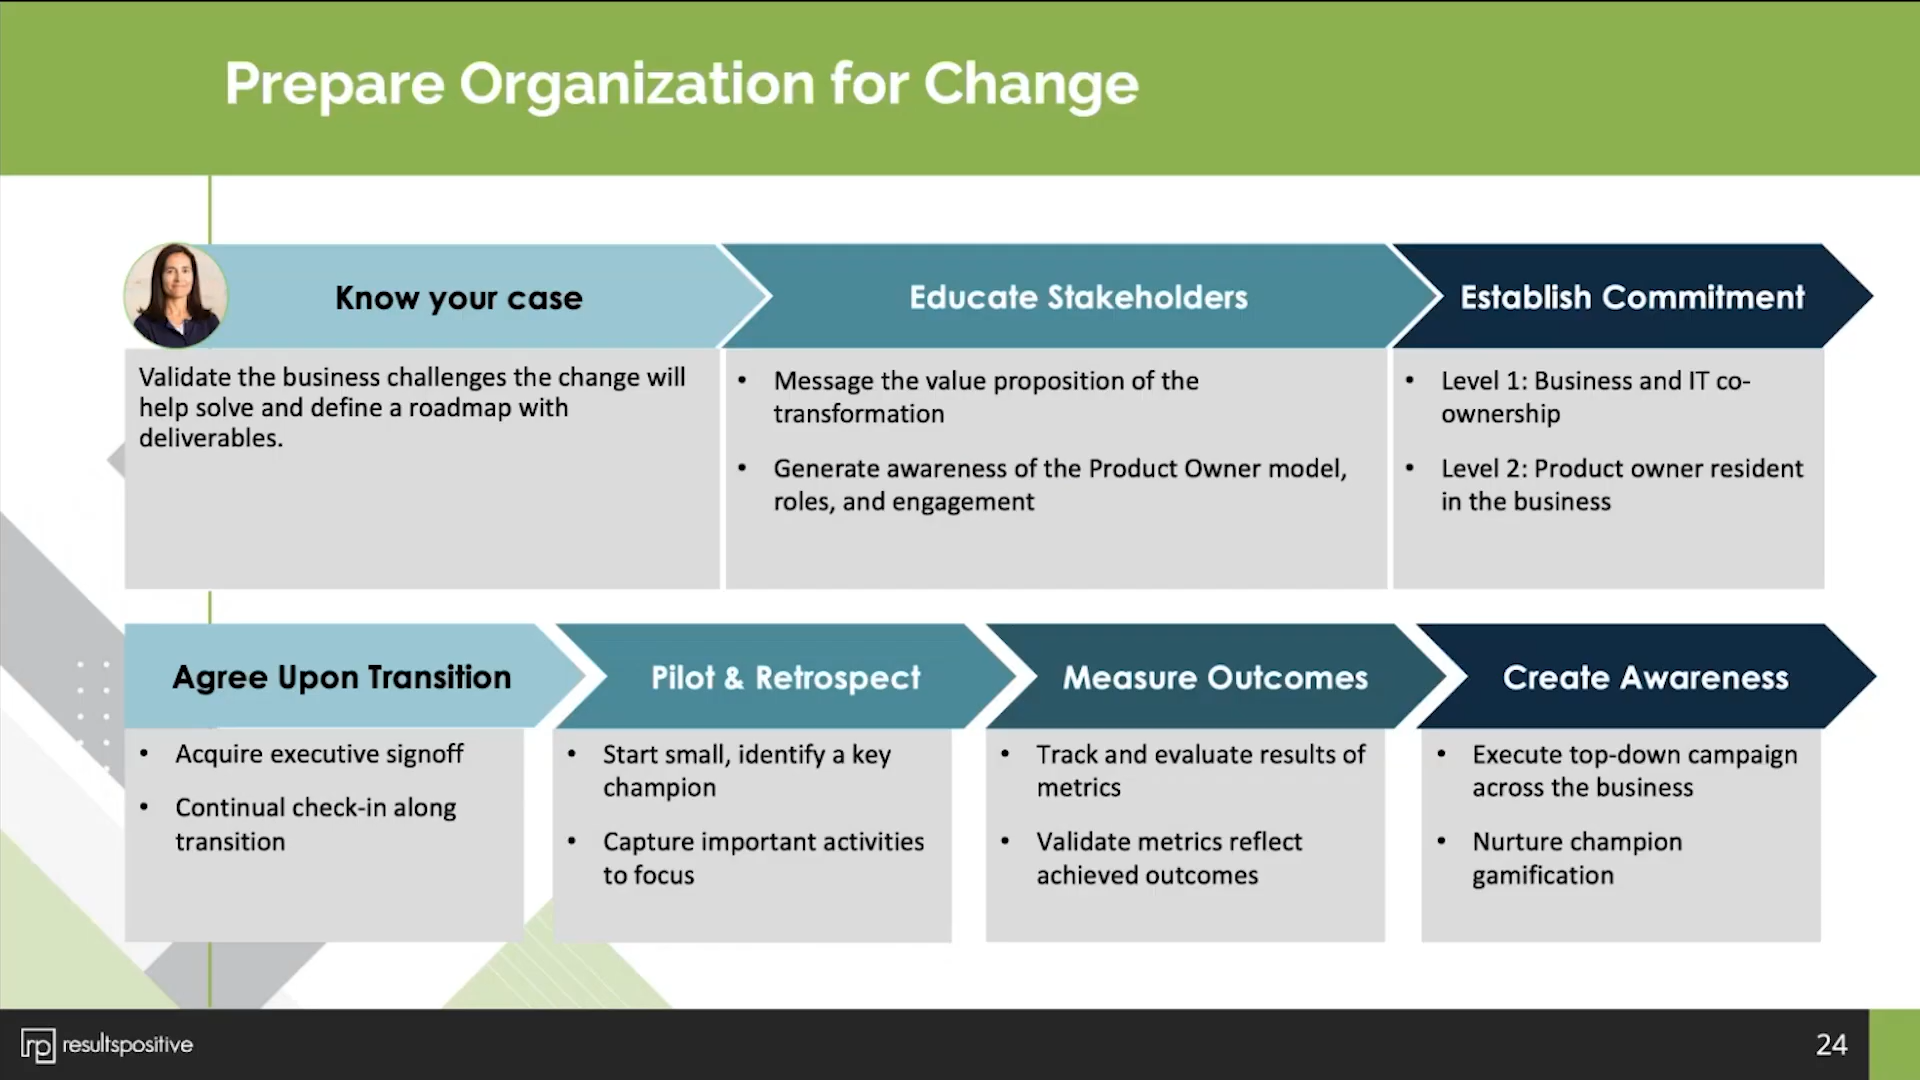 Prepare Organization for Change
Know your case
Validate the business challenges the change will
help solve and define a roadmap with
deliverables.
Educate Stakeholders
• Message the value proposition of the
transformation
• Generate awareness of the Product Owner model,
roles, and engagement
Establish Commitment
• Level 1: Business and IT co-
ownership
• Level 2: Product owner resident
in the business
Agree Upon Transition
• Acquire executive signoff
• Continual check-in along
transition
Pilot & Retrospect
• Start small, identify a key
champion
• Capture important activities
to focus
Measure Outcomes
• Track and evaluate results of
metrics
• Validate metrics reflect
achieved outcomes
Create Awareness
• Execute top-down campaign
across the business
• Nurture champion
gamification
rp resultspositive
24